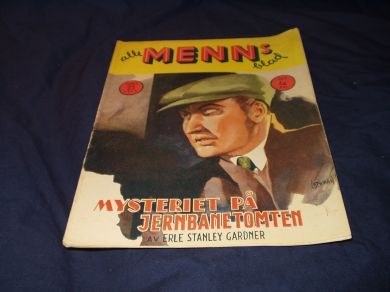 alle
MENNs
blad
MYSTERIET PÅ
JERNBANETOMTEN
AV ERLE STANLEY GARDNER